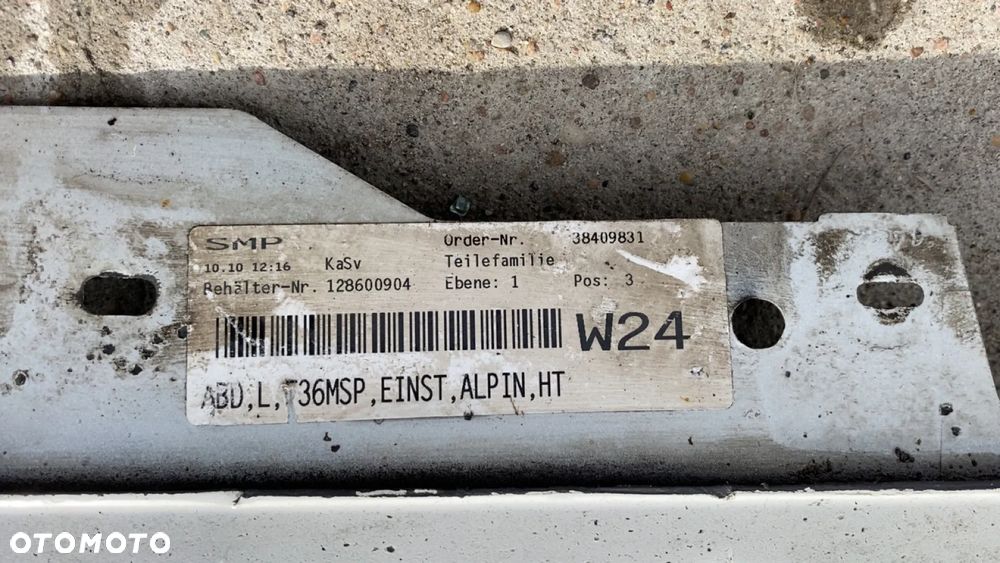 SMP Order-Nr. 38409831
10.10 12:16 KaSv Teilefamilie
Behälter-Nr. 128600904 Ebene: 1 Pos: 3
W24
ABD,L, 36MSP,EINST,ALPIN,HT
OTOMOTO